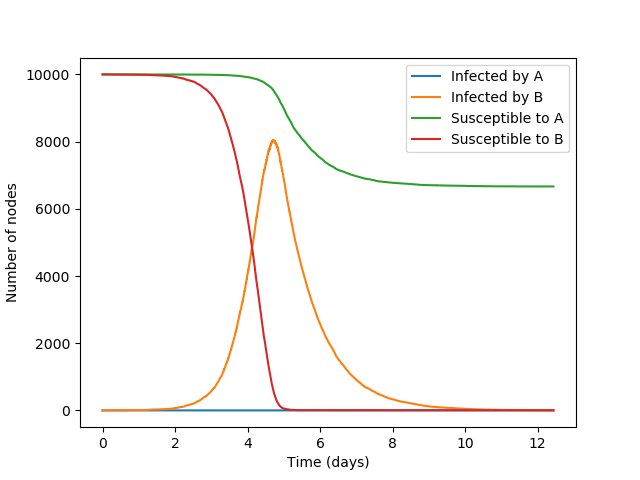 10000
8000
6000
4000
2000
0
0 2 4 6 8 10 12
Number of nodes
Time (days)
Infected by A
Infected by B
Susceptible to A
Susceptible to B